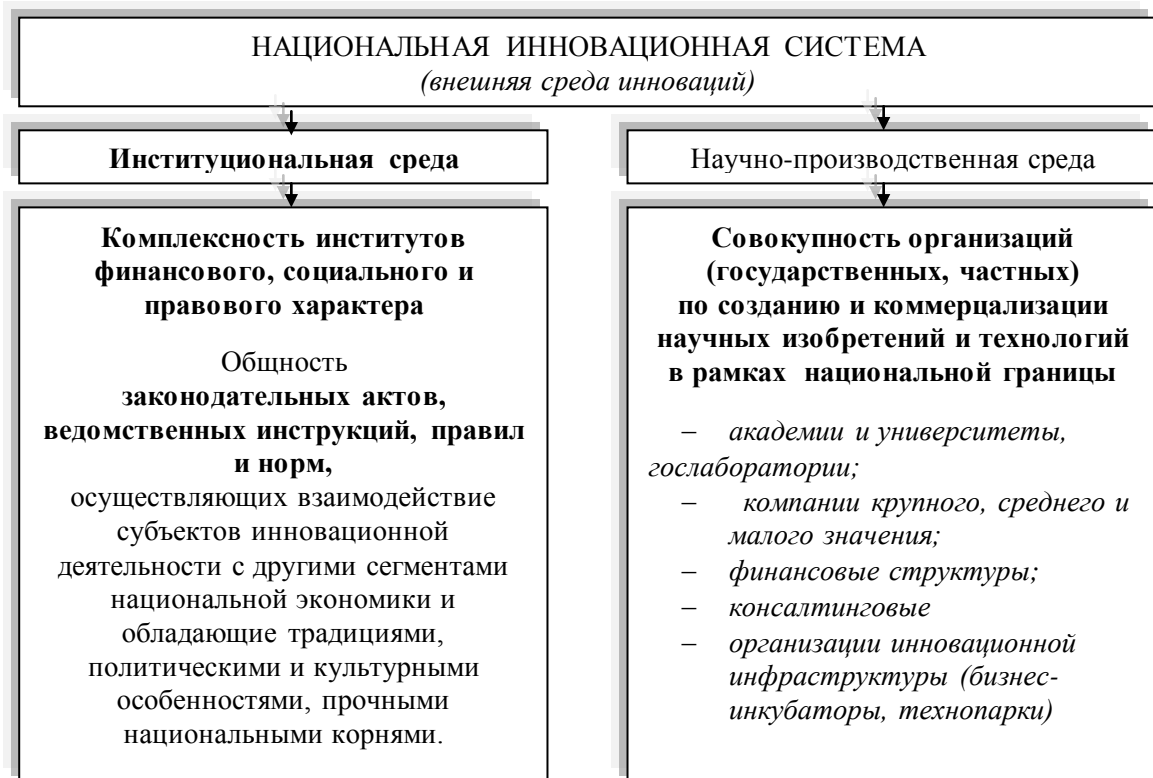 НАЦИОНАЛЬНАЯ ИННОВАЦИОННАЯ СИСТЕМА
(внешняя среда инноваций)
Институциональная среда
Комплексность институтов
финансового, социального и
правового характера
Общность
законодательных актов,
ведомственных инструкций, правил
и норм,
осуществляющих взаимодействие
субъектов инновационной
деятельности с другими сегментами
национальной экономики и
обладающие традициями,
политическими и культурными
особенностями, прочными
национальными корнями.
Научно-производственная среда
Совокупность организаций
(государственных, частных)
по созданию и коммерцализации
научных изобретений и технологий
в рамках национальной границы
– академии и университеты,
гослаборатории;
– компании крупного, среднего и
малого значения;
– финансовые структуры;
– консалтинговые
– организации инновационной
инфраструктуры (бизнес-
инкубаторы, технопарки)